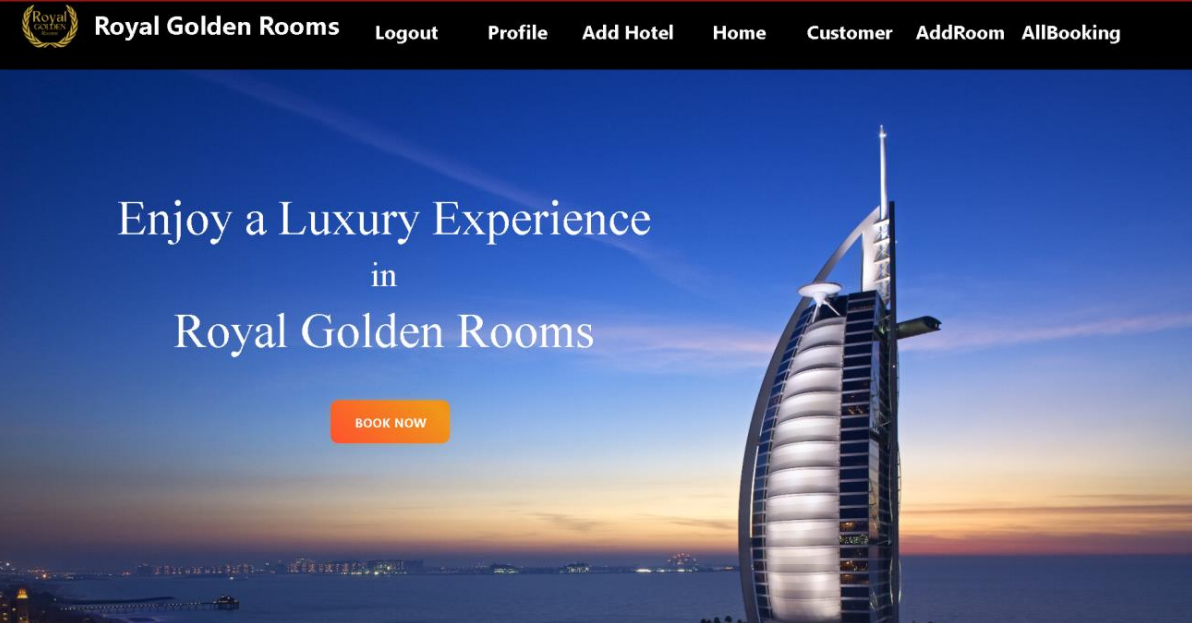 Royal
GOLDEN
Rooms
Royal Golden Rooms
Logout Profile Add Hotel Home Customer AddRoom AllBooking
Enjoy a Luxury Experience
in
Royal Golden Rooms
BOOK NOW